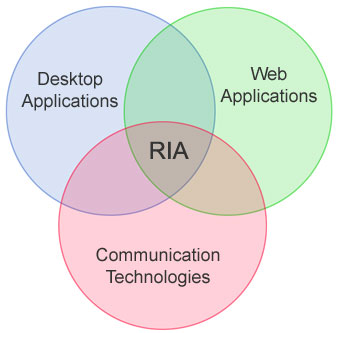 Desktop
Applications
Web
Applications
RIA
Communication
Technologies